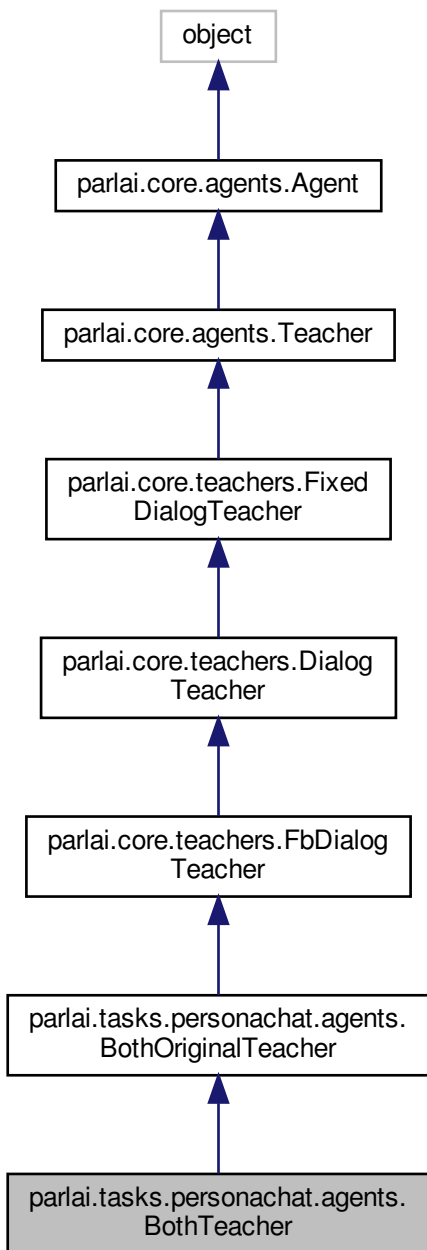 object
parlai.core.agents.Agent
parlai.core.agents.Teacher
parlai.core.teachers.Fixed
DialogTeacher
parlai.core.teachers.Dialog
Teacher
parlai.core.teachers.FbDialog
Teacher
parlai.tasks.personachat.agents.
BothOriginalTeacher
parlai.tasks.personachat.agents.
BothTeacher